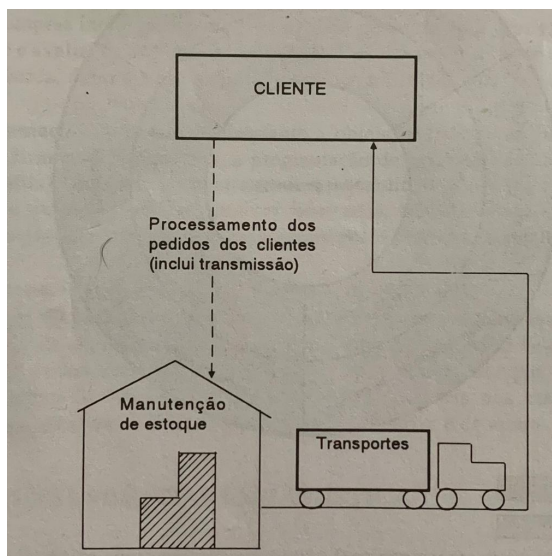 CLIENTE
Processamento dos
pedidos dos clientes
(inclui transmissão)
Manutenção
de estoque
Transportes